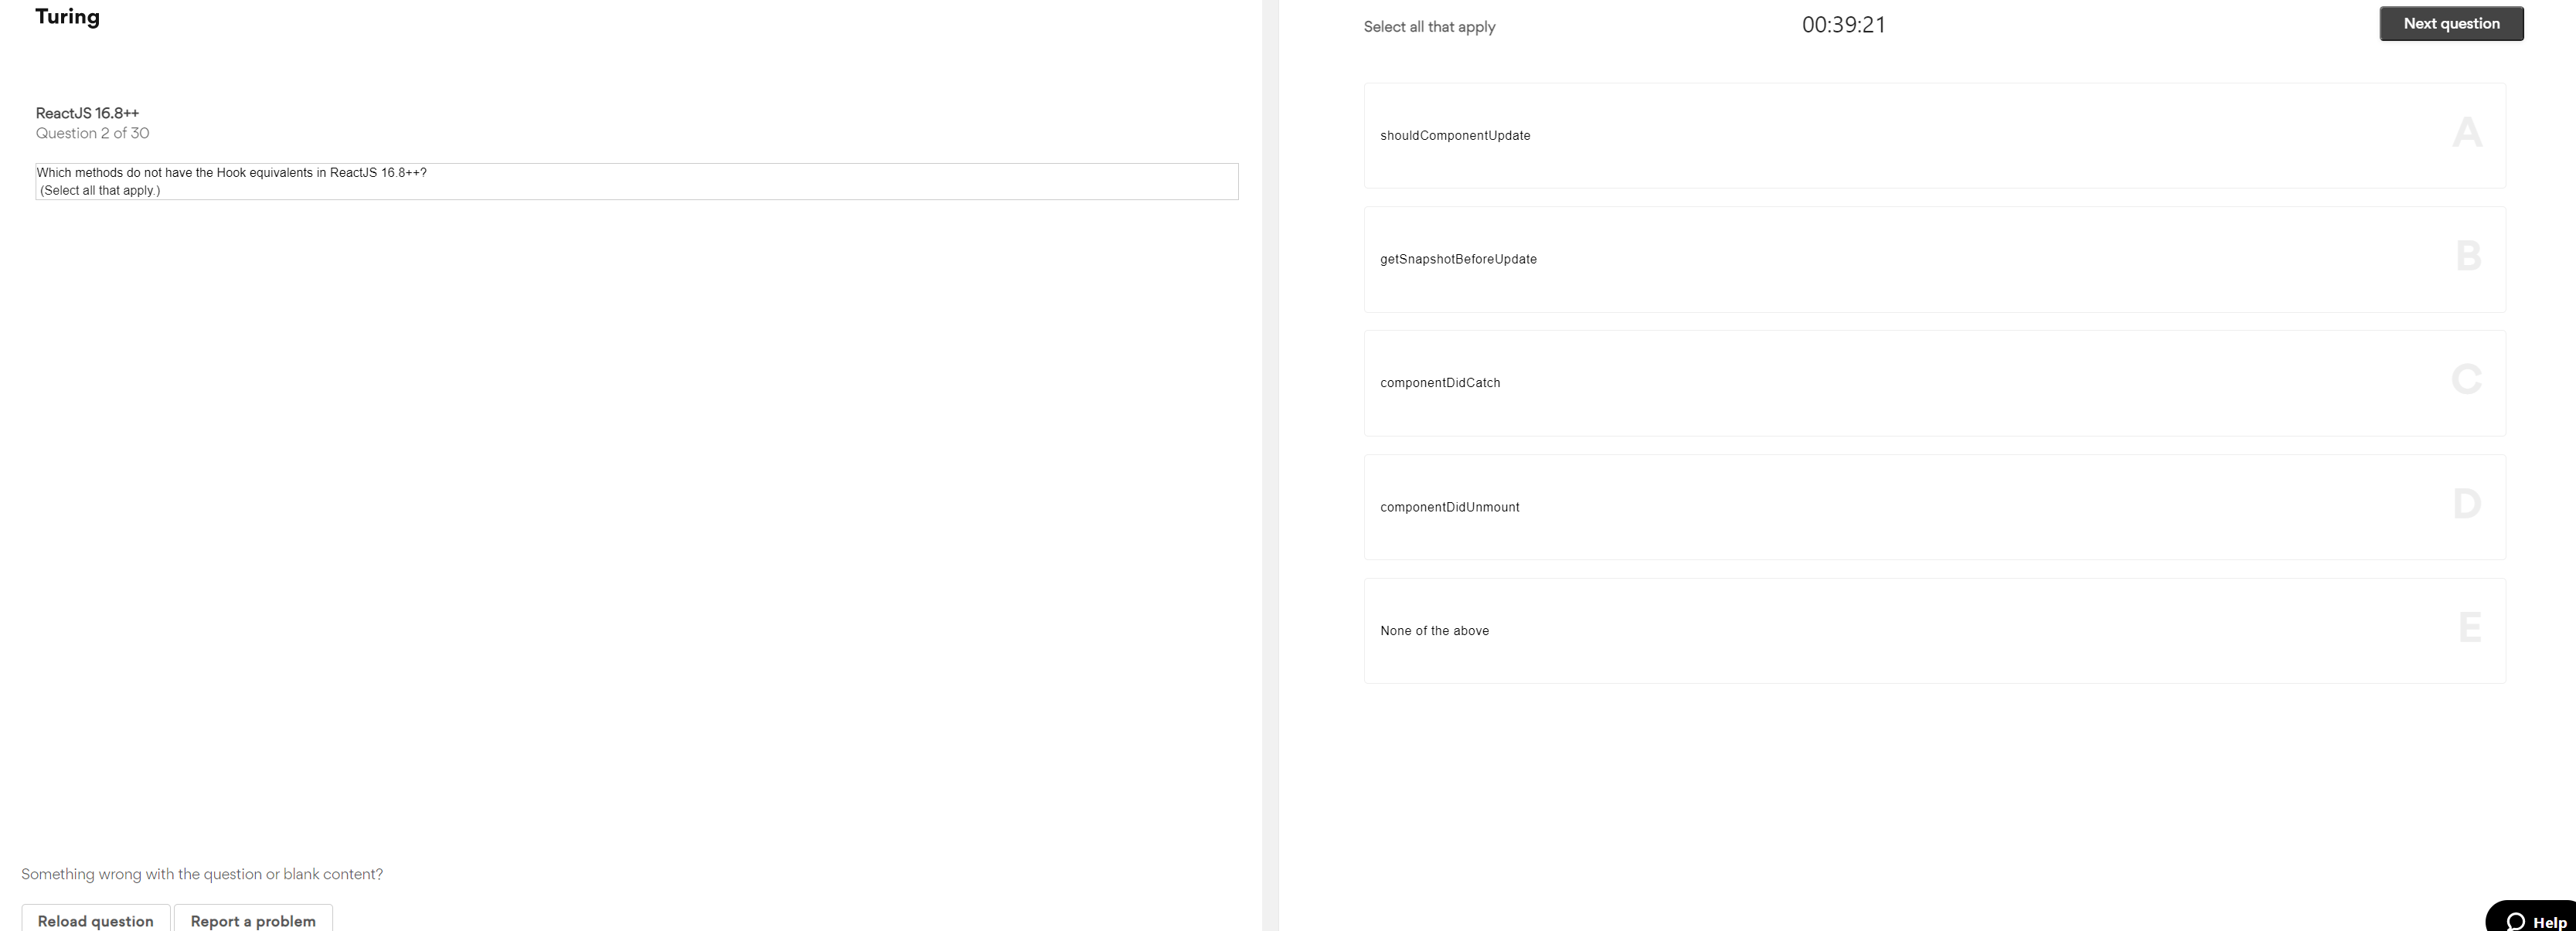 Turing
ReactJS 16.8++
Question 2 of 30
Which methods do not have the Hook equivalents in ReactJS 16.8++?
(Select all that apply.)
Something wrong with the question or blank content?
Reload question
Report a problem
Select all that apply
00:39:21
Next question
shouldComponentUpdate
A
getSnapshotBeforeUpdate
B
componentDidCatch
C
componentDidUnmount
D
None of the above
E
Help